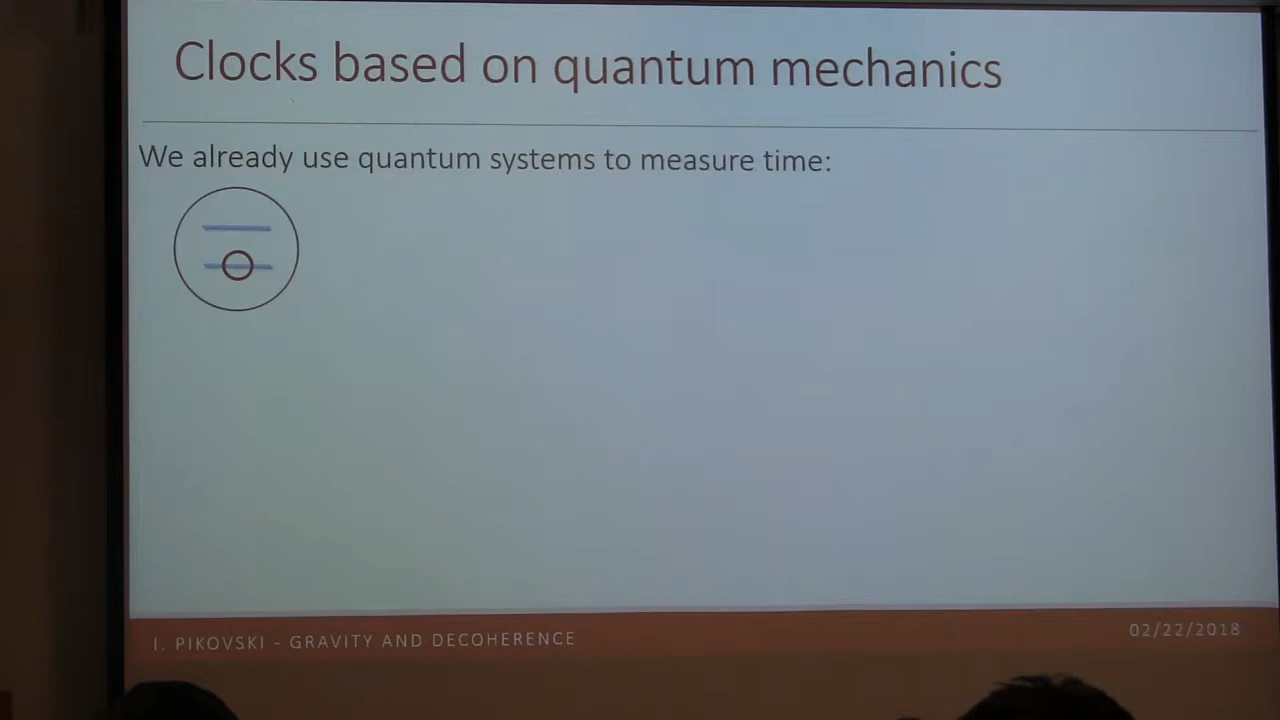 Clocks based on quantum mechanics
We already use quantum systems to measure time:
I. PIKOVSKI - GRAVITY AND DECOHERENCE
02/22/2018